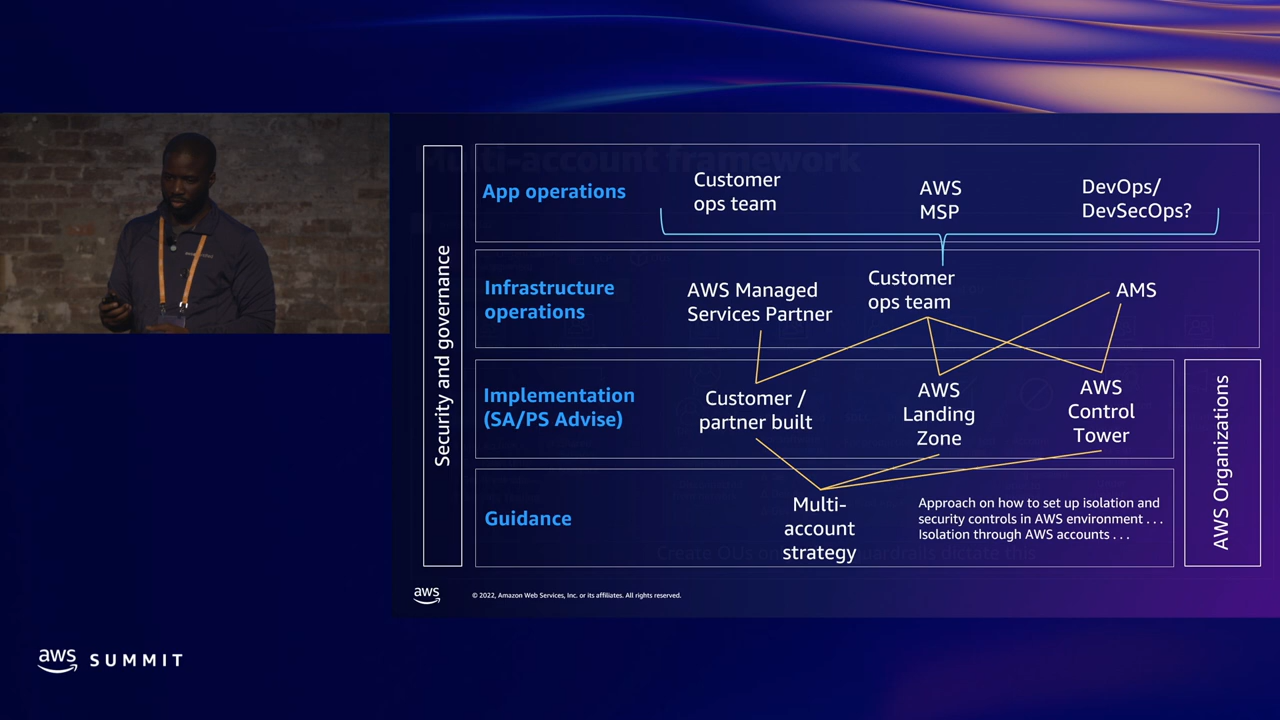 Multi-account framework
Security and governance
App operations
Customer
ops team
AWS
MSP
DevOps/
DevSecOps?
Infrastructure
operations
AWS Managed
Services Partner
Customer
ops team
AMS
Implementation
(SA/PS Advise)
Customer /
partner built
AWS
Landing
Zone
AWS
Control
Tower
Guidance
Multi-
account
strategy
Approach on how to set up isolation and
security controls in AWS environment . . .
Isolation through AWS accounts . . .
AWS Organizations
aws
© 2022, Amazon Web Services, Inc. or its affiliates. All rights reserved.
aws SUMMIT